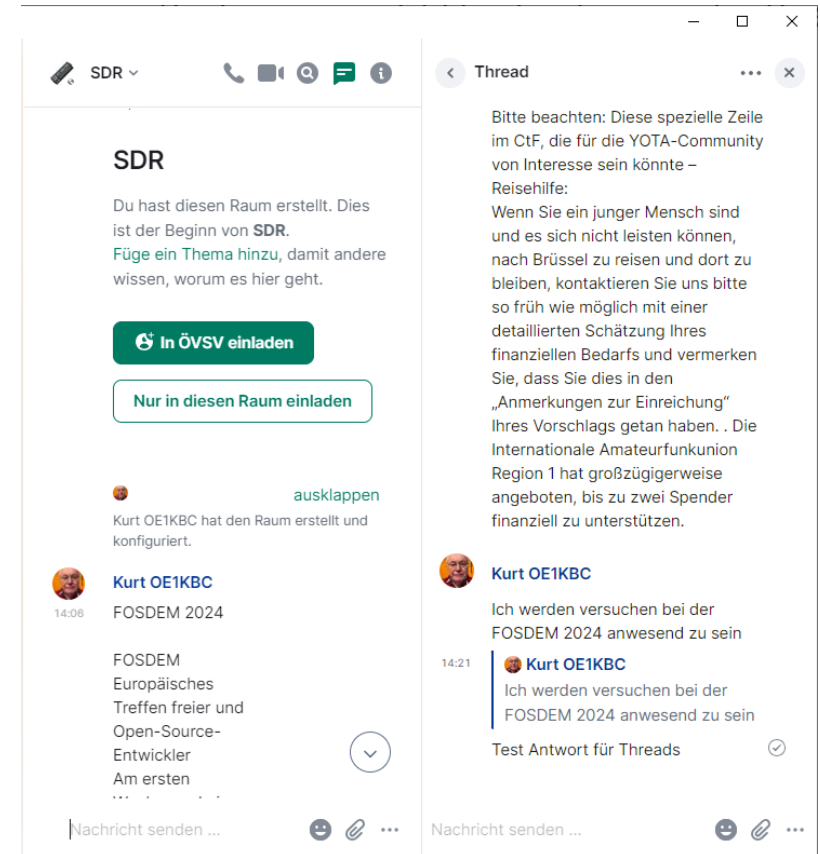 SDR
SDR
Du hast diesen Raum erstellt. Dies
ist der Beginn von SDR.
Füge ein Thema hinzu, damit andere
wissen, worum es hier geht.
In ÖVSV einladen
Nur in diesen Raum einladen
ausklappen
Kurt OE1KBC hat den Raum erstellt und
konfiguriert.
Kurt OE1KBC
14:06
FOSDEM 2024
FOSDEM
Europäisches
Treffen freier und
Open-Source-
Entwickler
Am ersten
Nachricht senden ...
Thread
Bitte beachten: Diese spezielle Zeile
im CtF, die für die YOTA-Community
von Interesse sein könnte –
Reisehilfe:
Wenn Sie ein junger Mensch sind
und es sich nicht leisten können,
nach Brüssel zu reisen und dort zu
bleiben, kontaktieren Sie uns bitte
so früh wie möglich mit einer
detaillierten Schätzung Ihres
finanziellen Bedarfs und vermerken
Sie, dass Sie dies in den
„Anmerkungen zur Einreichung“
Ihres Vorschlags getan haben. . Die
Internationale Amateurfunkunion
Region 1 hat großzügigerweise
angeboten, bis zu zwei Spender
finanziell zu unterstützen.
Kurt OE1KBC
Ich werden versuchen bei der
FOSDEM 2024 anwesend zu sein
14:21
Kurt OE1KBC
Ich werden versuchen bei der
FOSDEM 2024 anwesend zu sein
Test Antwort für Threads
Nachricht senden ...